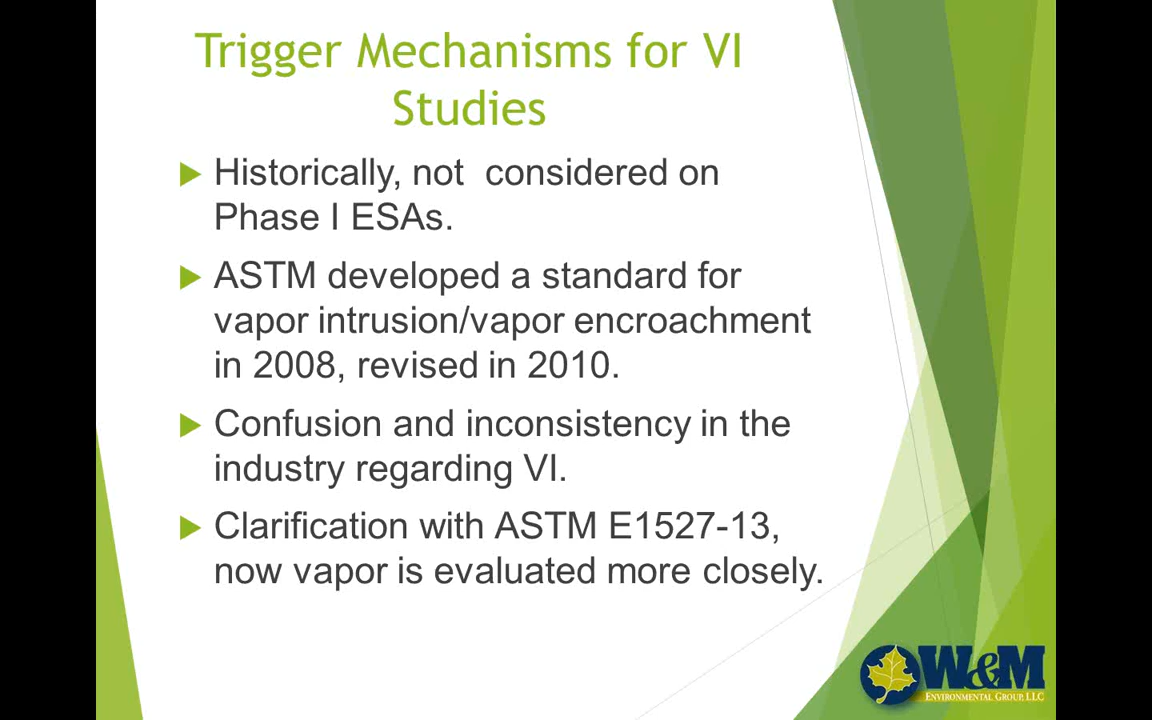 Trigger Mechanisms for VI
Studies
Historically, not  considered on
Phase I ESAs.
ASTM developed a standard for
vapor intrusion/vapor encroachment
in 2008, revised in 2010.
Confusion and inconsistency in the
industry regarding VI.
Clarification with ASTM E1527-13,
now vapor is evaluated more closely.
W&M
ENVIRONMENTAL GROUP, LLC